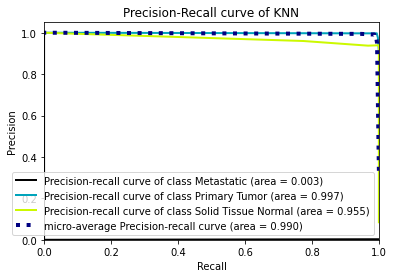 Precision-Recall curve of KNN
1.0
0.8
0.6
0.4
0.2
0.0
Precision
Precision-recall curve of class Metastatic (area = 0.003)
Precision-recall curve of class Primary Tumor (area = 0.997)
Precision-recall curve of class Solid Tissue Normal (area = 0.955)
micro-average Precision-recall curve (area = 0.990)
0.0 0.2 0.4 0.6 0.8 1.0
Recall